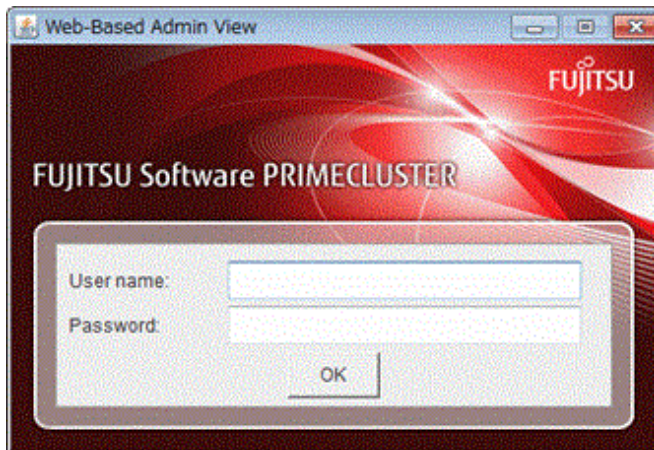 Web-Based Admin View
FUJITSU
FUJITSU Software PRIMECLUSTER
User name:
Password:
OK